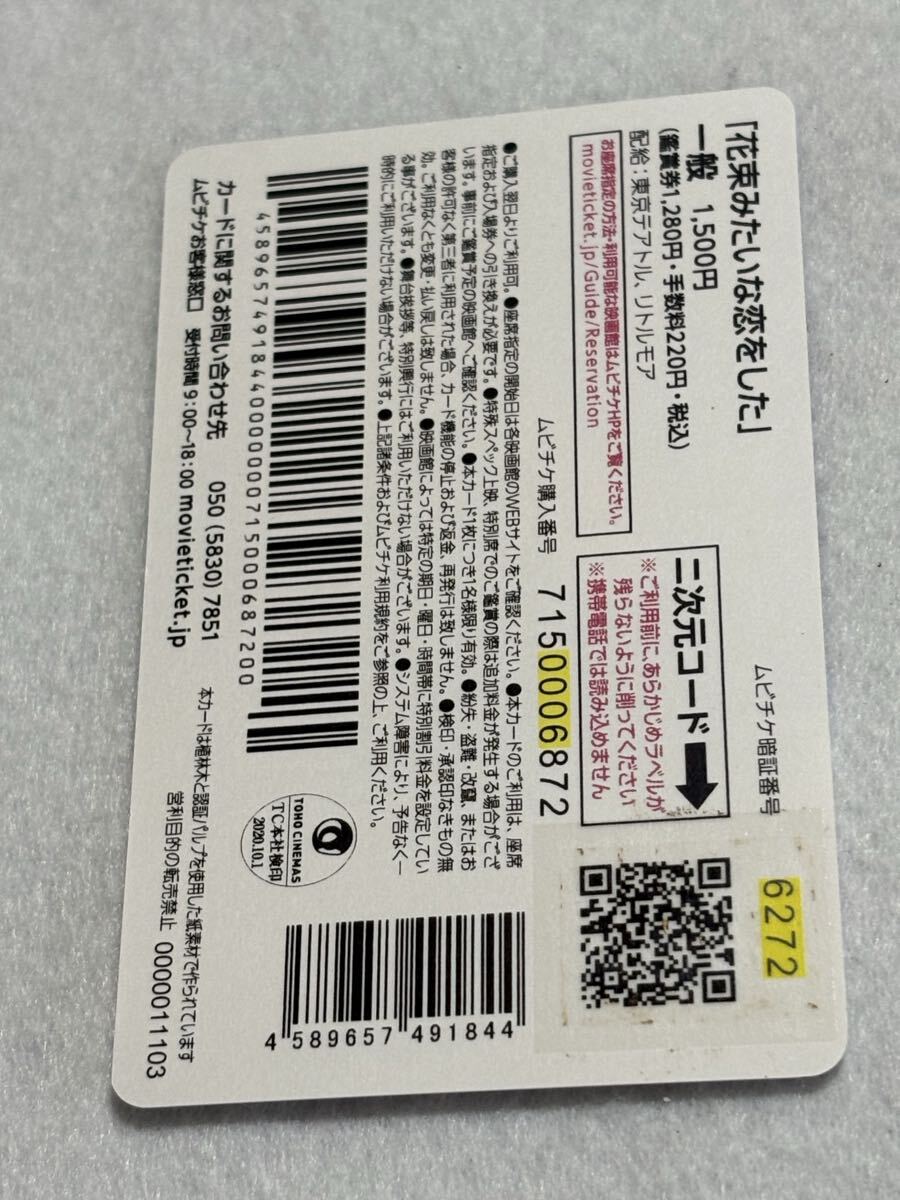 「花束みたいな恋をした」
一般 1,500円
(鑑賞券1,280円・手数料220円・税込)
配給：東京テアトル、リトルモア
お座席指定の方法・利用可能な映画館はムビチケHPをご覧ください。
movieticket.jp/Guide/Reservation
ムビチケ暗証番号 6272
二次元コード ➡
※ご利用前に、あらかじめラベルが
残らないように削ってください
※携帯電話では読み込めません
ムビチケ購入番号 7150006872
●ご購入翌日よりご利用可。●座席指定の開始日は各映画館のWEBサイトをご確認ください。●本カードのご利用は、座席
指定および入場券への引き換えが必要です。●特殊スペック上映、特別席でのご鑑賞の際は追加料金が発生する場合がござ
います。事前にご鑑賞予定の映画館へご確認ください。●本カード1枚につき1名様限り有効。●紛失・盗難・改竄、またはお
客様の許可なく第三者に利用された場合、カード機能の停止および返金、再発行は致しません。●検印・承認印なきもの無
効。ご利用なくとも変更・払い戻しは致しません。●映画館によっては特定の期日・曜日・時間帯に特別割引料金を設定してい
る事がございます。●舞台挨拶等、特別興行にはご利用いただけない場合がございます。●システム障害により、予告なく一
時的にご利用いただけない場合がございます。●上記諸条件およびムビチケ利用規約をご参照の上、ご利用ください。
45896574918440000000715000687200
TOHO CINEMAS
TC本社検印
2020.10.1
4 589657 491844
カードに関するお問い合わせ先 050 (5830) 7851
ムビチケお客様窓口 受付時間 9:00~18:00 movieticket.jp
本カードは植林木と認証パルプを使用した紙素材で作られています
営利目的の転売禁止 0000011103